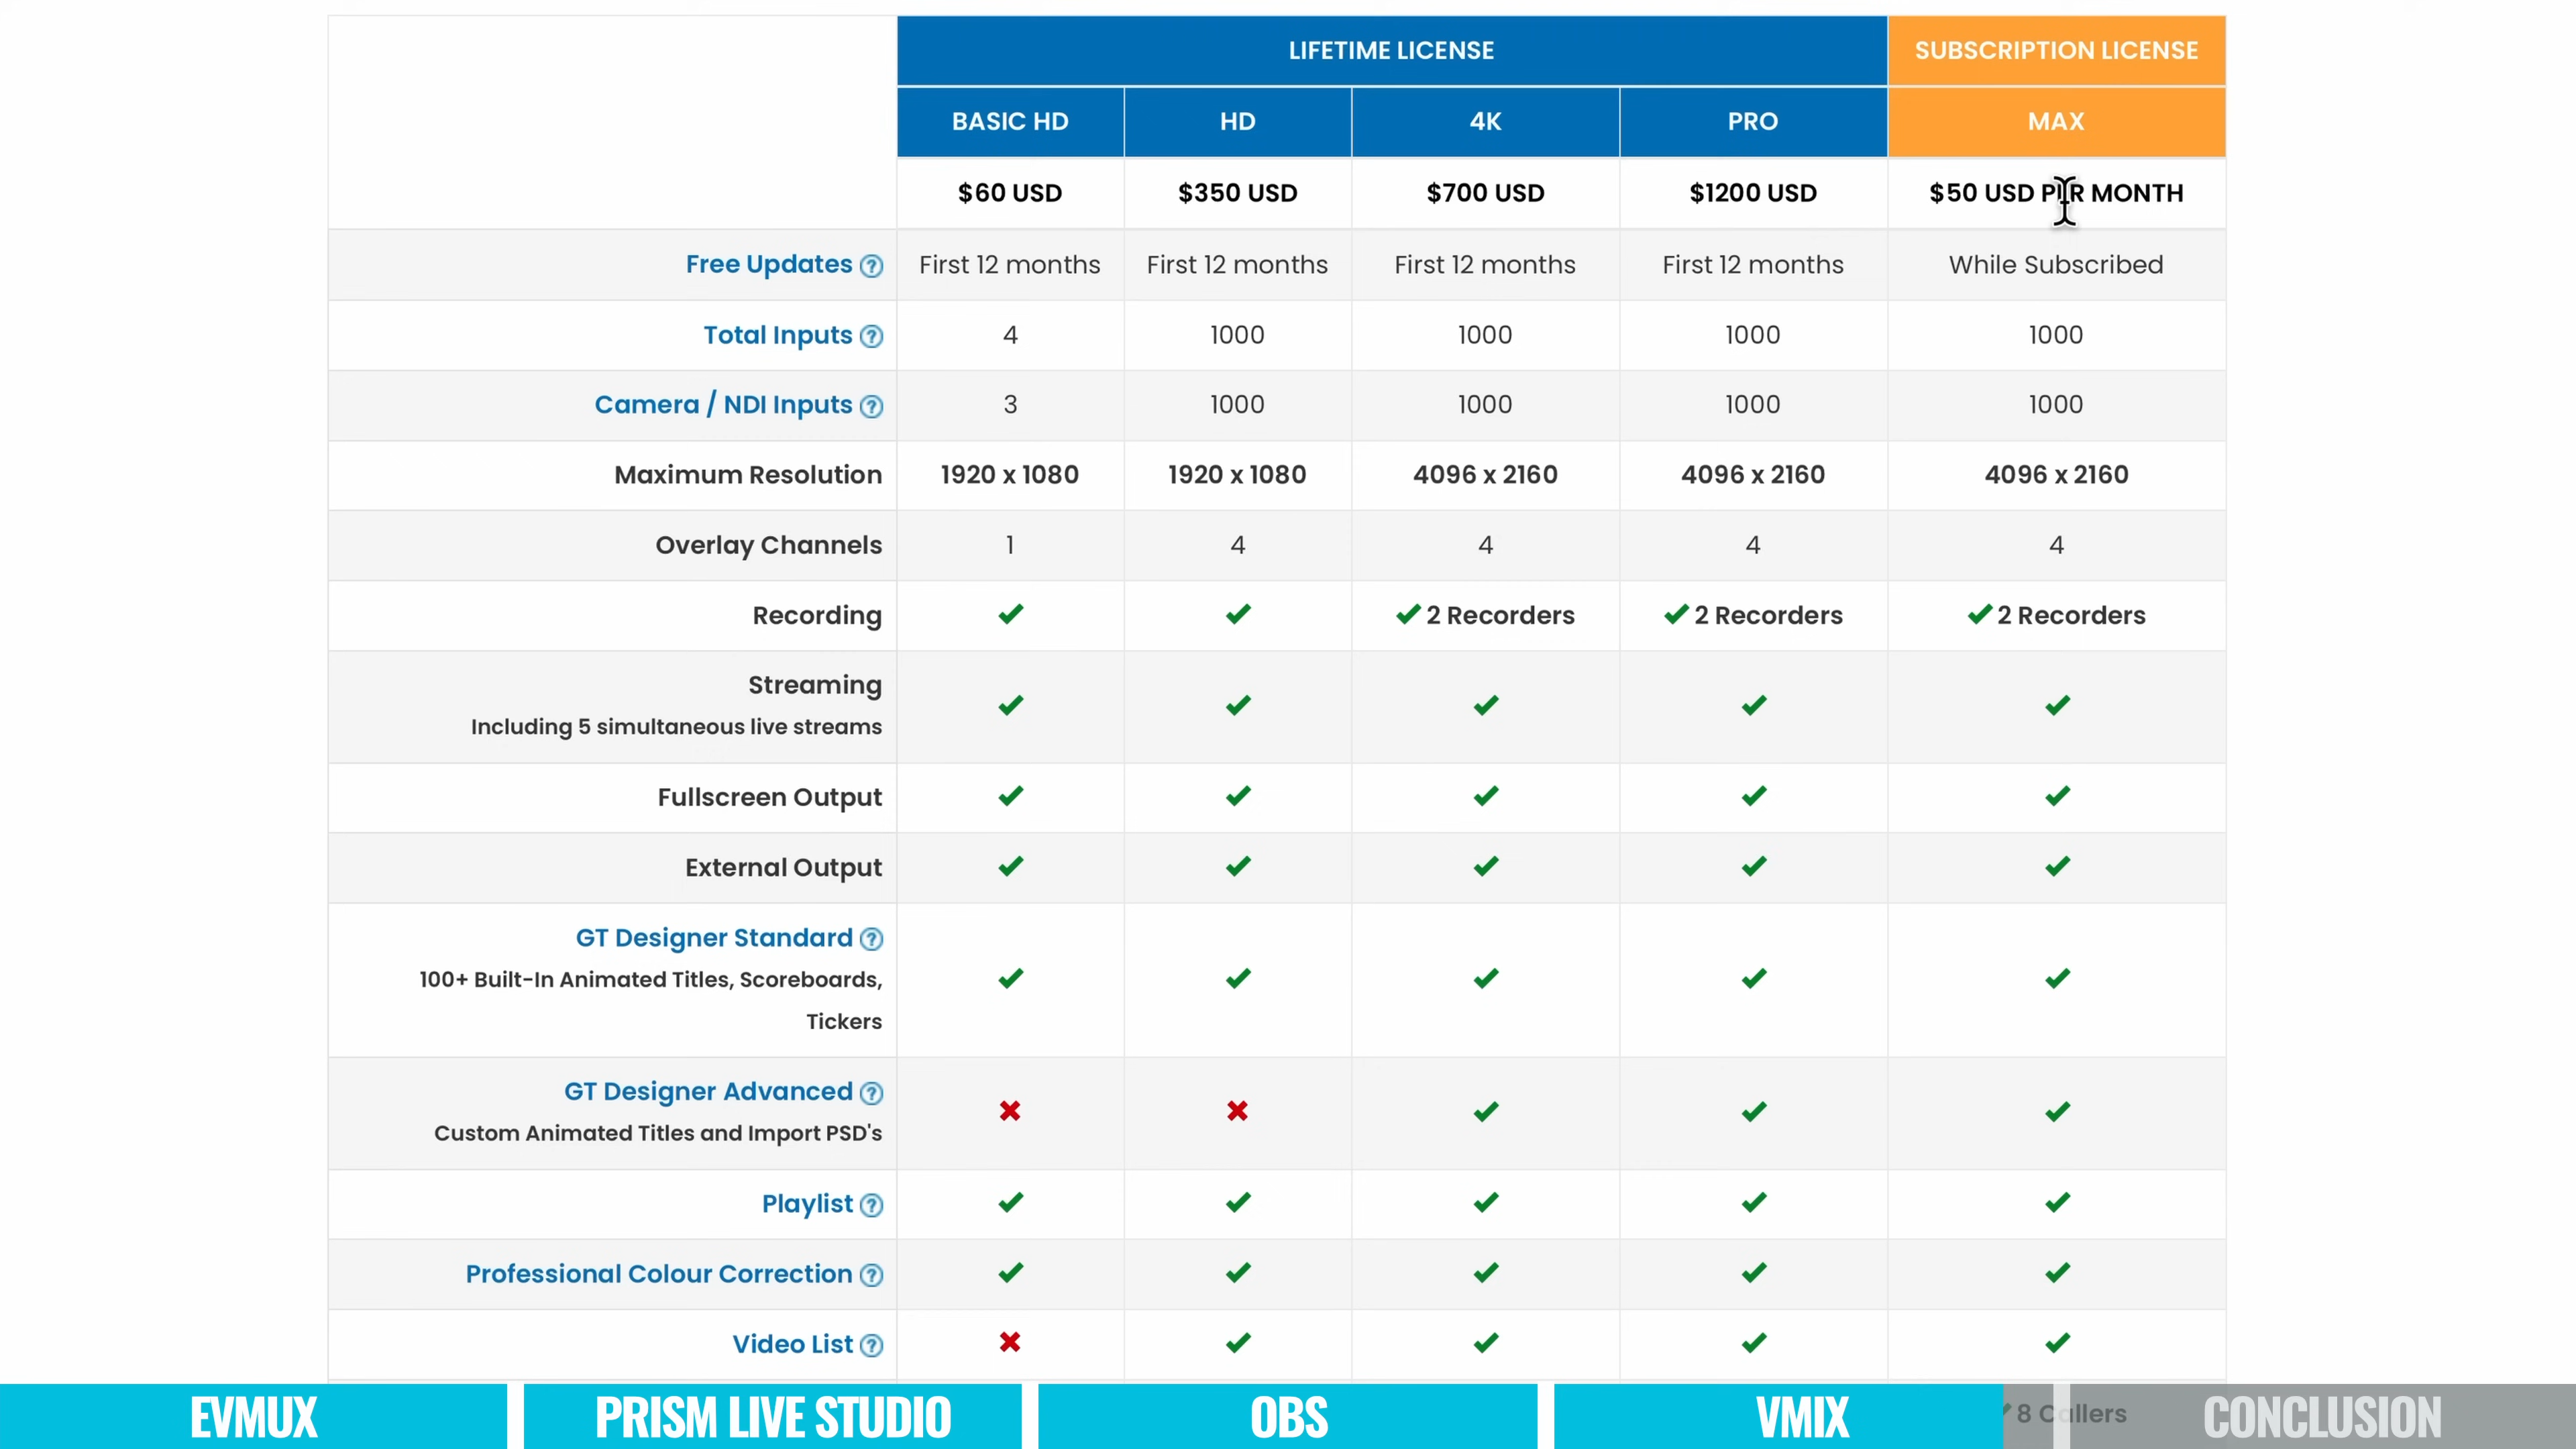 LIFETIME LICENSE SUBSCRIPTION LICENSE
BASIC HD HD 4K PRO MAX
$60 USD $350 USD $700 USD $1200 USD $50 USD PER MONTH
Free Updates ? First 12 months First 12 months First 12 months First 12 months While Subscribed
Total Inputs ? 4 1000 1000 1000 1000
Camera / NDI Inputs ? 3 1000 1000 1000 1000
Maximum Resolution 1920 x 1080 1920 x 1080 4096 x 2160 4096 x 2160 4096 x 2160
Overlay Channels 1 4 4 4 4
Recording ✔ ✔ ✔ 2 Recorders ✔ 2 Recorders ✔ 2 Recorders
Streaming
Including 5 simultaneous live streams ✔ ✔ ✔ ✔ ✔
Fullscreen Output ✔ ✔ ✔ ✔ ✔
External Output ✔ ✔ ✔ ✔ ✔
GT Designer Standard ?
100+ Built-In Animated Titles, Scoreboards, ✔ ✔ ✔ ✔ ✔
Tickers
GT Designer Advanced ?
Custom Animated Titles and Import PSD's ✖ ✖ ✔ ✔ ✔
Playlist ? ✔ ✔ ✔ ✔ ✔
Professional Colour Correction ? ✔ ✔ ✔ ✔ ✔
Video List ? ✖ ✔ ✔ ✔ ✔
8 Callers
EVMUX PRISM LIVE STUDIO OBS VMIX CONCLUSION